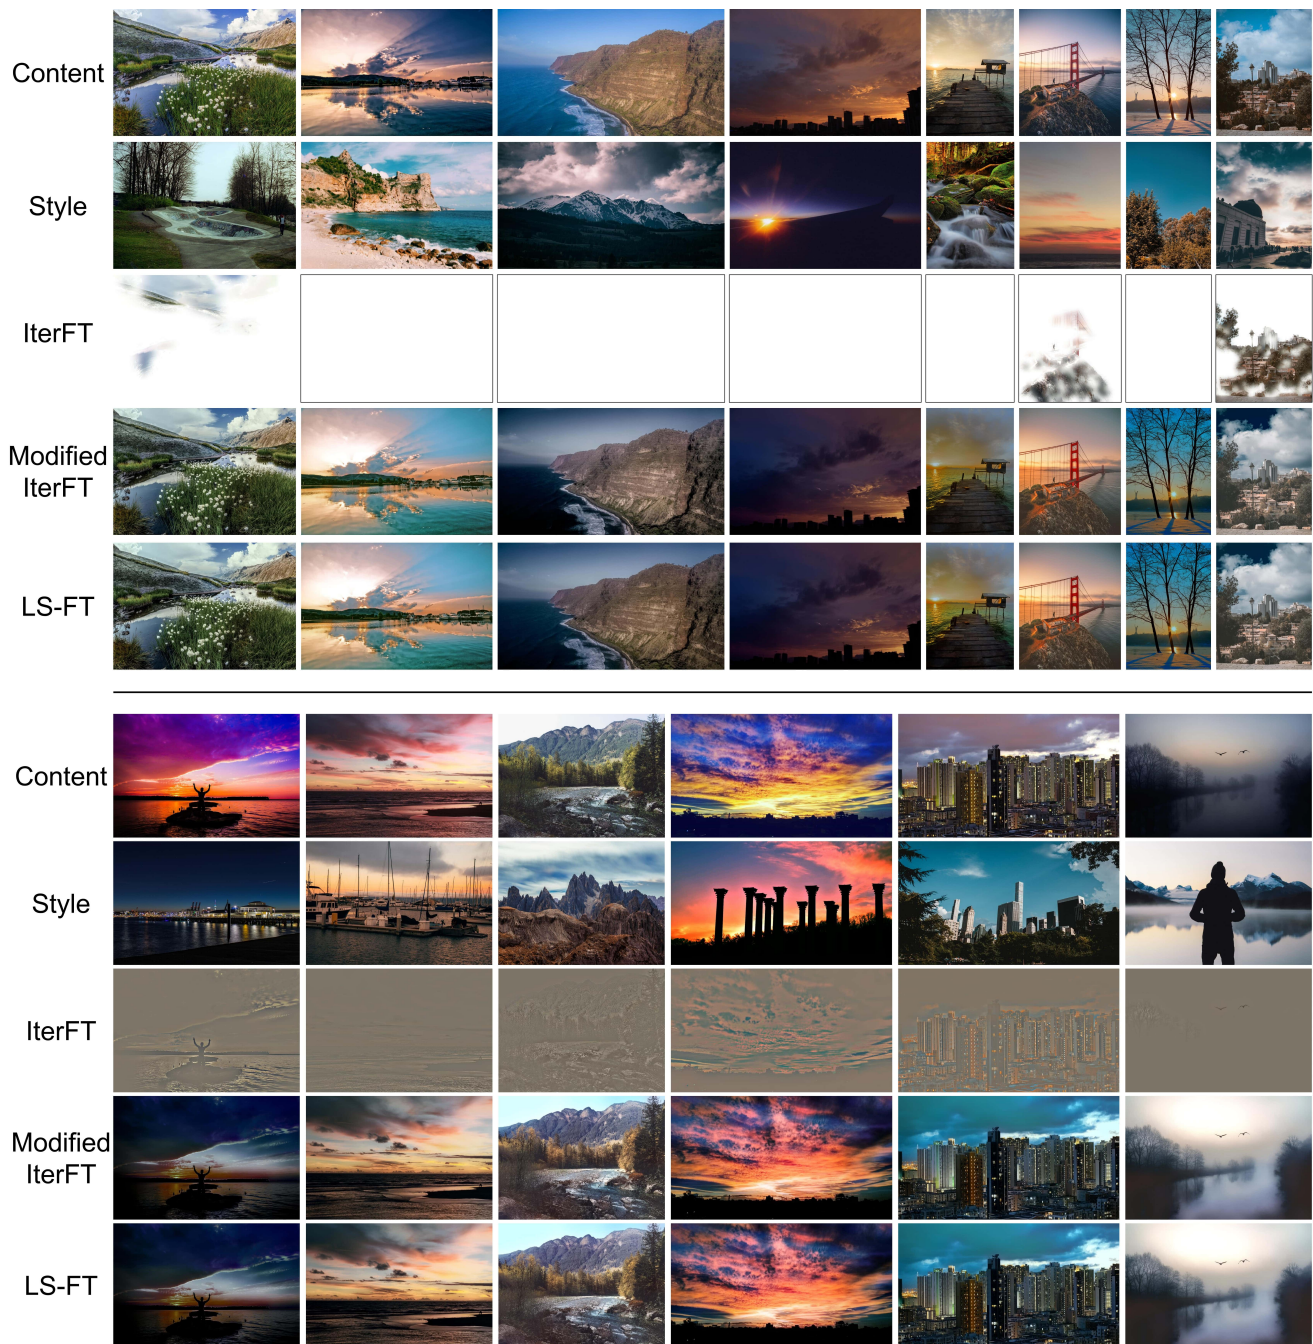 Content
Style
IterFT
Modified
IterFT
LS-FT
Content
Style
IterFT
Modified
IterFT
LS-FT